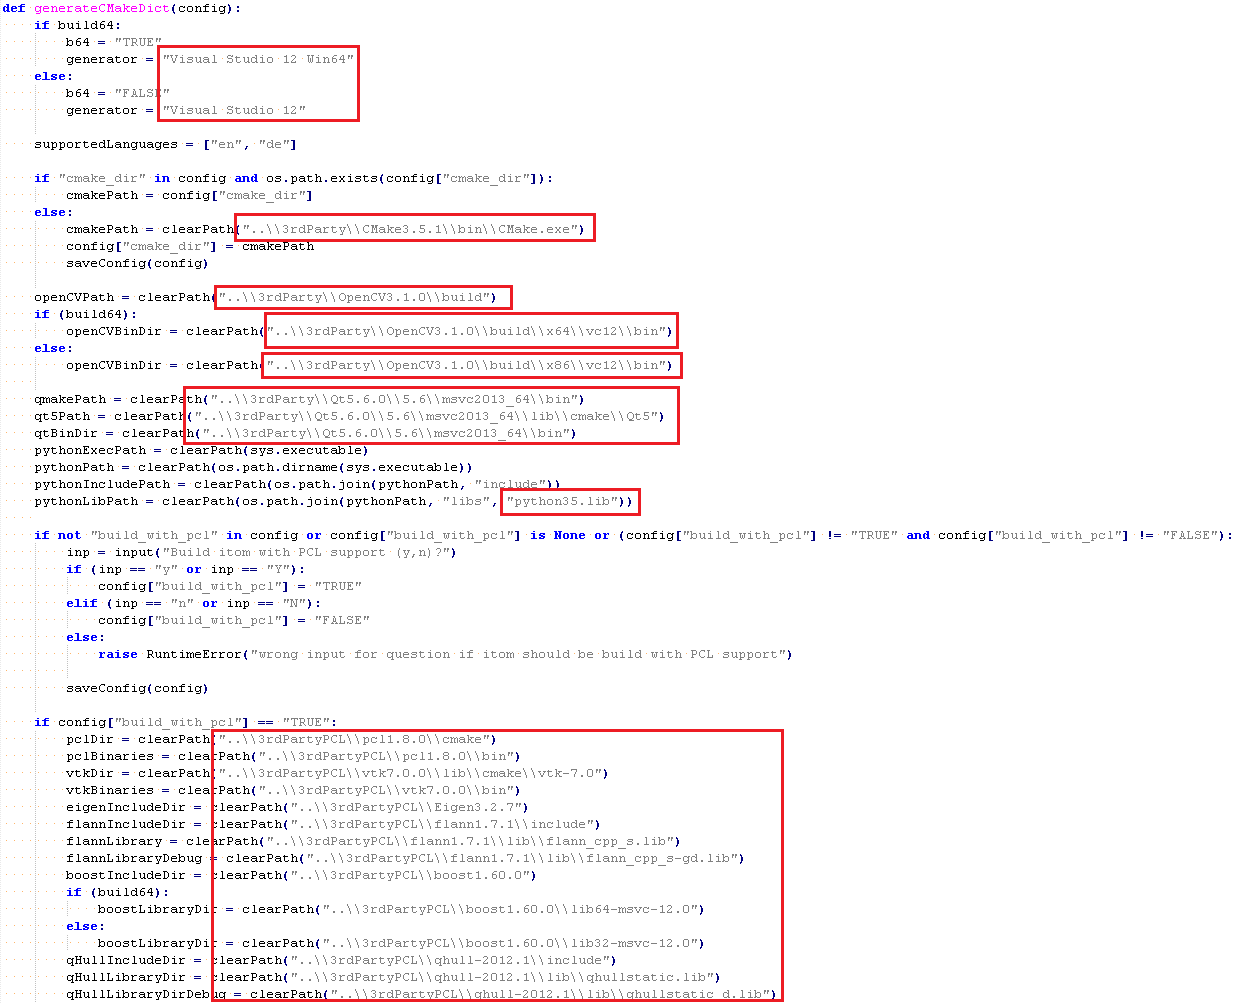 def generateCMakeDict(config):
    if build64:
        b64 = "TRUE"
        generator = "Visual Studio 12 Win64"
    else:
        b64 = "FALSE"
        generator = "Visual Studio 12"
    supportedLanguages = ["en", "de"]
    if "cmake_dir" in config and os.path.exists(config["cmake_dir"]):
        cmakePath = config["cmake_dir"]
    else:
        cmakePath = clearPath("..\\3rdParty\\CMake3.5.1\\bin\\CMake.exe")
        config["cmake_dir"] = cmakePath
        saveConfig(config)
    openCVPath = clearPath("..\\3rdParty\\OpenCV3.1.0\\build")
    if (build64):
        openCVBinDir = clearPath("..\\3rdParty\\OpenCV3.1.0\\build\\x64\\vc12\\bin")
    else:
        openCVBinDir = clearPath("..\\3rdParty\\OpenCV3.1.0\\build\\x86\\vc12\\bin")
    qmakePath = clearPath("..\\3rdParty\\Qt5.6.0\\5.6\\msvc2013_64\\bin")
    qt5Path = clearPath("..\\3rdParty\\Qt5.6.0\\5.6\\msvc2013_64\\lib\\cmake\\Qt5")
    qtBinDir = clearPath("..\\3rdParty\\Qt5.6.0\\5.6\\msvc2013_64\\bin")
    pythonExecPath = clearPath(sys.executable)
    pythonPath = clearPath(os.path.dirname(sys.executable))
    pythonIncludePath = clearPath(os.path.join(pythonPath, "include"))
    pythonLibPath = clearPath(os.path.join(pythonPath, "libs", "python35.lib"))
    if not "build_with_pcl" in config or config["build_with_pcl"] is None or (config["build_with_pcl"] != "TRUE" and config["build_with_pcl"] != "FALSE"):
        inp = input("Build itom with PCL support (y,n)?")
        if (inp == "y" or inp == "Y"):
            config["build_with_pcl"] = "TRUE"
        elif (inp == "n" or inp == "N"):
            config["build_with_pcl"] = "FALSE"
        else:
            raise RuntimeError("wrong input for question if itom should be build with PCL support")
        saveConfig(config)
    if config["build_with_pcl"] == "TRUE":
        pclDir = clearPath("..\\3rdPartyPCL\\pcl1.8.0\\cmake")
        pclBinaries = clearPath("..\\3rdPartyPCL\\pcl1.8.0\\bin")
        vtkDir = clearPath("..\\3rdPartyPCL\\vtk7.0.0\\lib\\cmake\\vtk-7.0")
        vtkBinaries = clearPath("..\\3rdPartyPCL\\vtk7.0.0\\bin")
        eigenIncludeDir = clearPath("..\\3rdPartyPCL\\Eigen3.2.7")
        flannIncludeDir = clearPath("..\\3rdPartyPCL\\flann1.7.1\\include")
        flannLibrary = clearPath("..\\3rdPartyPCL\\flann1.7.1\\lib\\flann_cpp_s.lib")
        flannLibraryDebug = clearPath("..\\3rdPartyPCL\\flann1.7.1\\lib\\flann_cpp_s-gd.lib")
        boostIncludeDir = clearPath("..\\3rdPartyPCL\\boost1.60.0")
        if (build64):
            boostLibraryDir = clearPath("..\\3rdPartyPCL\\boost1.60.0\\lib64-msvc-12.0")
        else:
            boostLibraryDir = clearPath("..\\3rdPartyPCL\\boost1.60.0\\lib32-msvc-12.0")
        qHullIncludeDir = clearPath("..\\3rdPartyPCL\\qhull-2012.1\\include")
        qHullLibraryDir = clearPath("..\\3rdPartyPCL\\qhull-2012.1\\lib\\qhullstatic.lib")
        qHullLibraryDirDebug = clearPath("..\\3rdPartyPCL\\qhull-2012.1\\lib\\qhullstatic_d.lib")